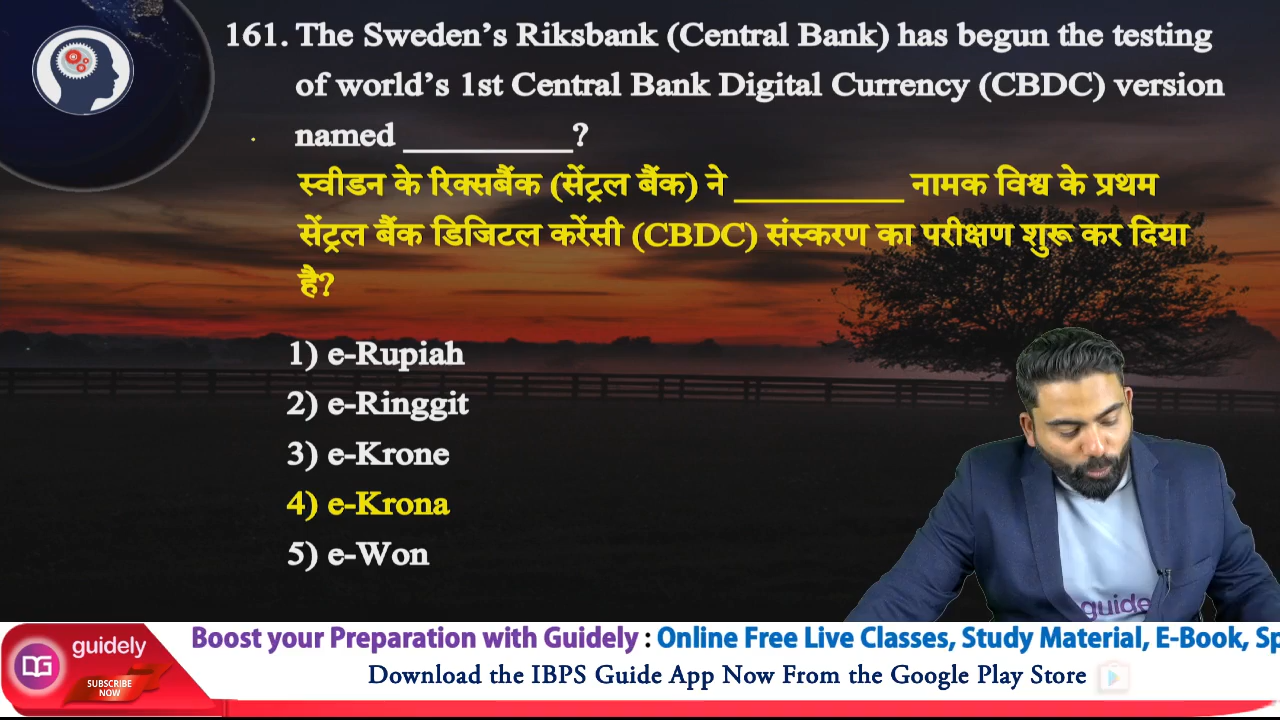 161. The Sweden's Riksbank (Central Bank) has begun the testing
of world's 1st Central Bank Digital Currency (CBDC) version
named __________?
स्वीडन के रिक्सबैंक (सेंट्रल बैंक) ने __________ नामक विश्व के प्रथम
सेंट्रल बैंक डिजिटल करेंसी (CBDC) संस्करण का परीक्षण शुरू कर दिया
है?
1) e-Rupiah
2) e-Ringgit
3) e-Krone
4) e-Krona
5) e-Won
guide
guidely
SUBSCRIBE
NOW
Boost your Preparation with Guidely : Online Free Live Classes, Study Material, E-Book, Sp
Download the IBPS Guide App Now From the Google Play Store